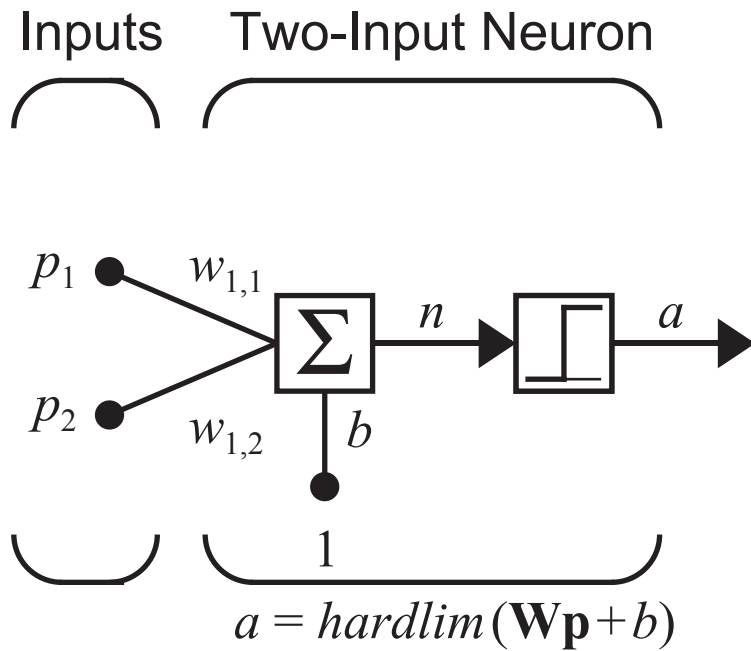 Inputs Two-Input Neuron
p₁ w₁,₁
Σ n a
p₂ w₁,₂ b
1
a = hardlim(Wp + b)